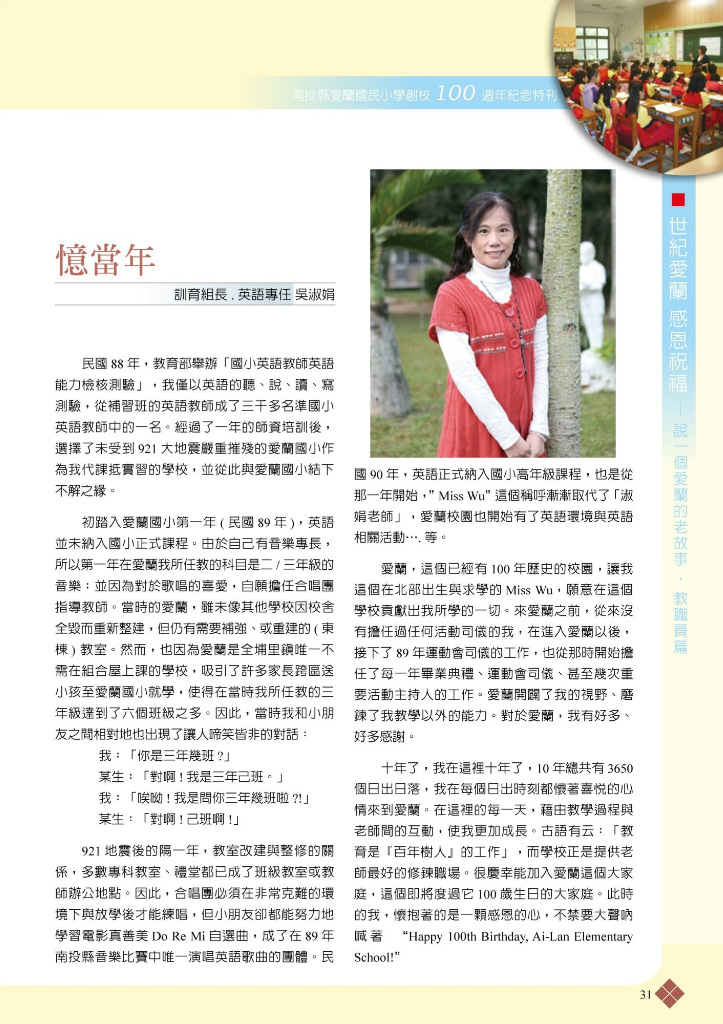 南投縣愛蘭國民小學創校 100 週年紀念特刊
憶當年
訓育組長 . 英語專任 吳淑娟
民國 88 年，教育部舉辦「國小英語教師英語
能力檢核測驗」，我僅以英語的聽、說、讀、寫
測驗，從補習班的英語教師成了三千多名準國小
英語教師中的一名。經過了一年的師資培訓後，
選擇了未受到 921 大地震嚴重摧殘的愛蘭國小作
為我代課抵實習的學校，並從此與愛蘭國小結下
不解之緣。
初踏入愛蘭國小第一年 ( 民國 89 年 )，英語
並未納入國小正式課程。由於自己有音樂專長，
所以第一年在愛蘭我所任教的科目是二 / 三年級的
音樂；並因為對於歌唱的喜愛，自願擔任合唱團
指導教師。當時的愛蘭，雖未像其他學校因校舍
全毀而重新整建，但仍有需要補強、或重建的 ( 東
棟 ) 教室。然而，也因為愛蘭是全埔里鎮唯一不
需在組合屋上課的學校，吸引了許多家長跨區送
小孩至愛蘭國小就學，使得在當時我所任教的三
年級達到了六個班級之多。因此，當時我和小朋
友之間相對地也出現了讓人啼笑皆非的對話：
我：「你是三年幾班 ?」
某生：「對啊 ! 我是三年己班。」
我：「唉呦 ! 我是問你三年幾班啦 ?!」
某生：「對啊 ! 己班啊 !」
921 地震後的隔一年，教室改建與整修的關
係，多數專科教室、禮堂都已成了班級教室或教
師辦公地點。因此，合唱團必須在非常克難的環
境下與放學後才能練唱，但小朋友卻都能努力地
學習電影真善美 Do Re Mi 自選曲，成了在 89 年
南投縣音樂比賽中唯一演唱英語歌曲的團體。民
國 90 年，英語正式納入國小高年級課程，也是從
那一年開始，” Miss Wu” 這個稱呼漸漸取代了「淑
娟老師」，愛蘭校園也開始有了英語環境與英語
相關活動…. 等。
愛蘭，這個已經有 100 年歷史的校園，讓我
這個在北部出生與求學的 Miss Wu，願意在這個
學校貢獻出我所學的一切。來愛蘭之前，從來沒
有擔任過任何活動司儀的我，在進入愛蘭以後，
接下了 89 年運動會司儀的工作，也從那時開始擔
任了每一年畢業典禮、運動會司儀、甚至幾次重
要活動主持人的工作。愛蘭開闊了我的視野、磨
鍊了我教學以外的能力。對於愛蘭，我有好多、
好多感謝。
十年了，我在這裡十年了，10 年總共有 3650
個日出日落，我在每個日出時刻都懷著喜悅的心
情來到愛蘭。在這裡的每一天，藉由教學過程與
老師間的互動，使我更加成長。古語有云：「教
育是『百年樹人』的工作」，而學校正是提供老
師最好的修鍊職場。很慶幸能加入愛蘭這個大家
庭，這個即將度過它 100 歲生日的大家庭。此時
的我，懷抱著的是一顆感恩的心，不禁要大聲吶
喊著 “Happy 100th Birthday, Ai-Lan Elementary
School!”
世紀愛蘭 感恩祝福 — 說一個愛蘭的老故事．教職員篇
31